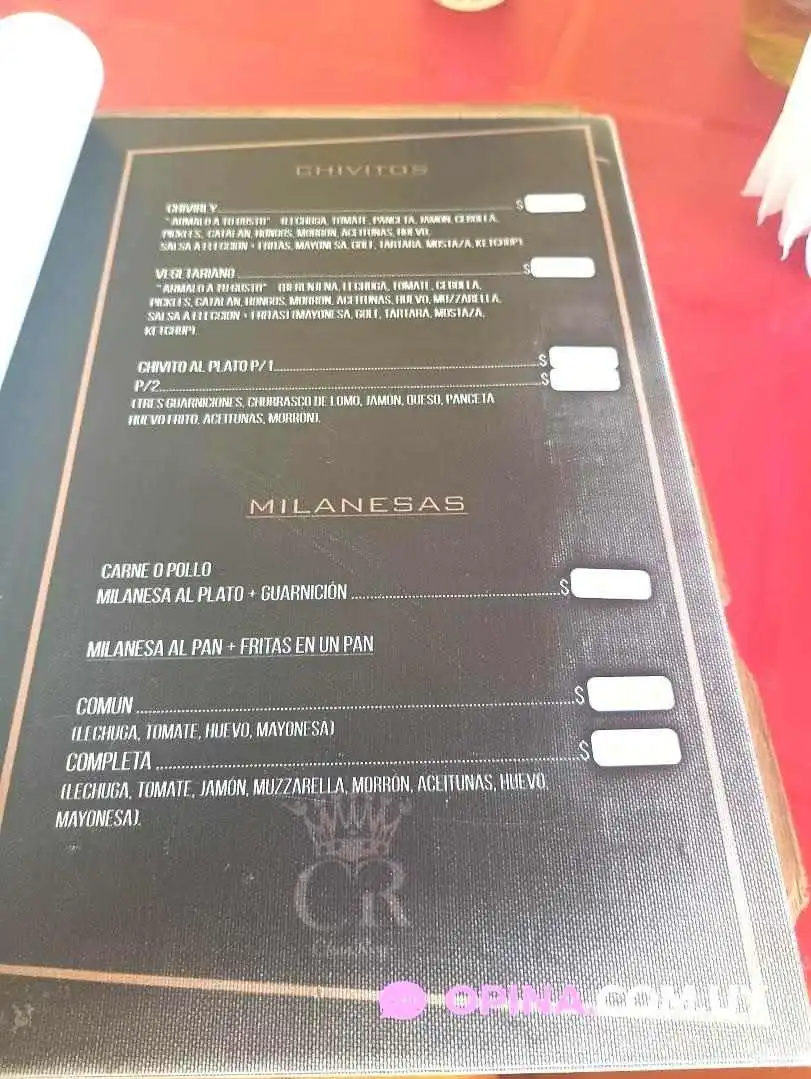 CHIVITOS
CHIVIRLY $
"ARMALO A TU GUSTO" (LECHUGA, TOMATE, PANCETA, JAMON, CEBOLLA,
PICKLES, CATALAN, HONGOS, MORRON, ACEITUNAS, HUEVO.
SALSA A ELECCION + FRITAS, MAYONESA, GOLF, TARTARA, MOSTAZA, KETCHUP).
VEGETARIANO $
"ARMALO A TU GUSTO" (BERENJENA, LECHUGA, TOMATE, CEBOLLA,
PICKLES, CATALAN, HONGOS, MORRON, ACEITUNAS, HUEVO, MUZZARELLA.
SALSA A ELECCION + FRITAS) (MAYONESA, GOLF, TARTARA, MOSTAZA,
KETCHUP).
CHIVITO AL PLATO P/1 $
P/2 $
(TRES GUARNICIONES, CHURRASCO DE LOMO, JAMÓN, QUESO, PANCETA
HUEVO FRITO, ACEITUNAS, MORRÓN).
MILANESAS
CARNE O POLLO
MILANESA AL PLATO + GUARNICIÓN $
MILANESA AL PAN + FRITAS EN UN PAN
COMUN $
(LECHUGA, TOMATE, HUEVO, MAYONESA)
COMPLETA $
(LECHUGA, TOMATE, JAMÓN, MUZZARELLA, MORRÓN, ACEITUNAS, HUEVO,
MAYONESA).
CR
OPINA.COM.UY